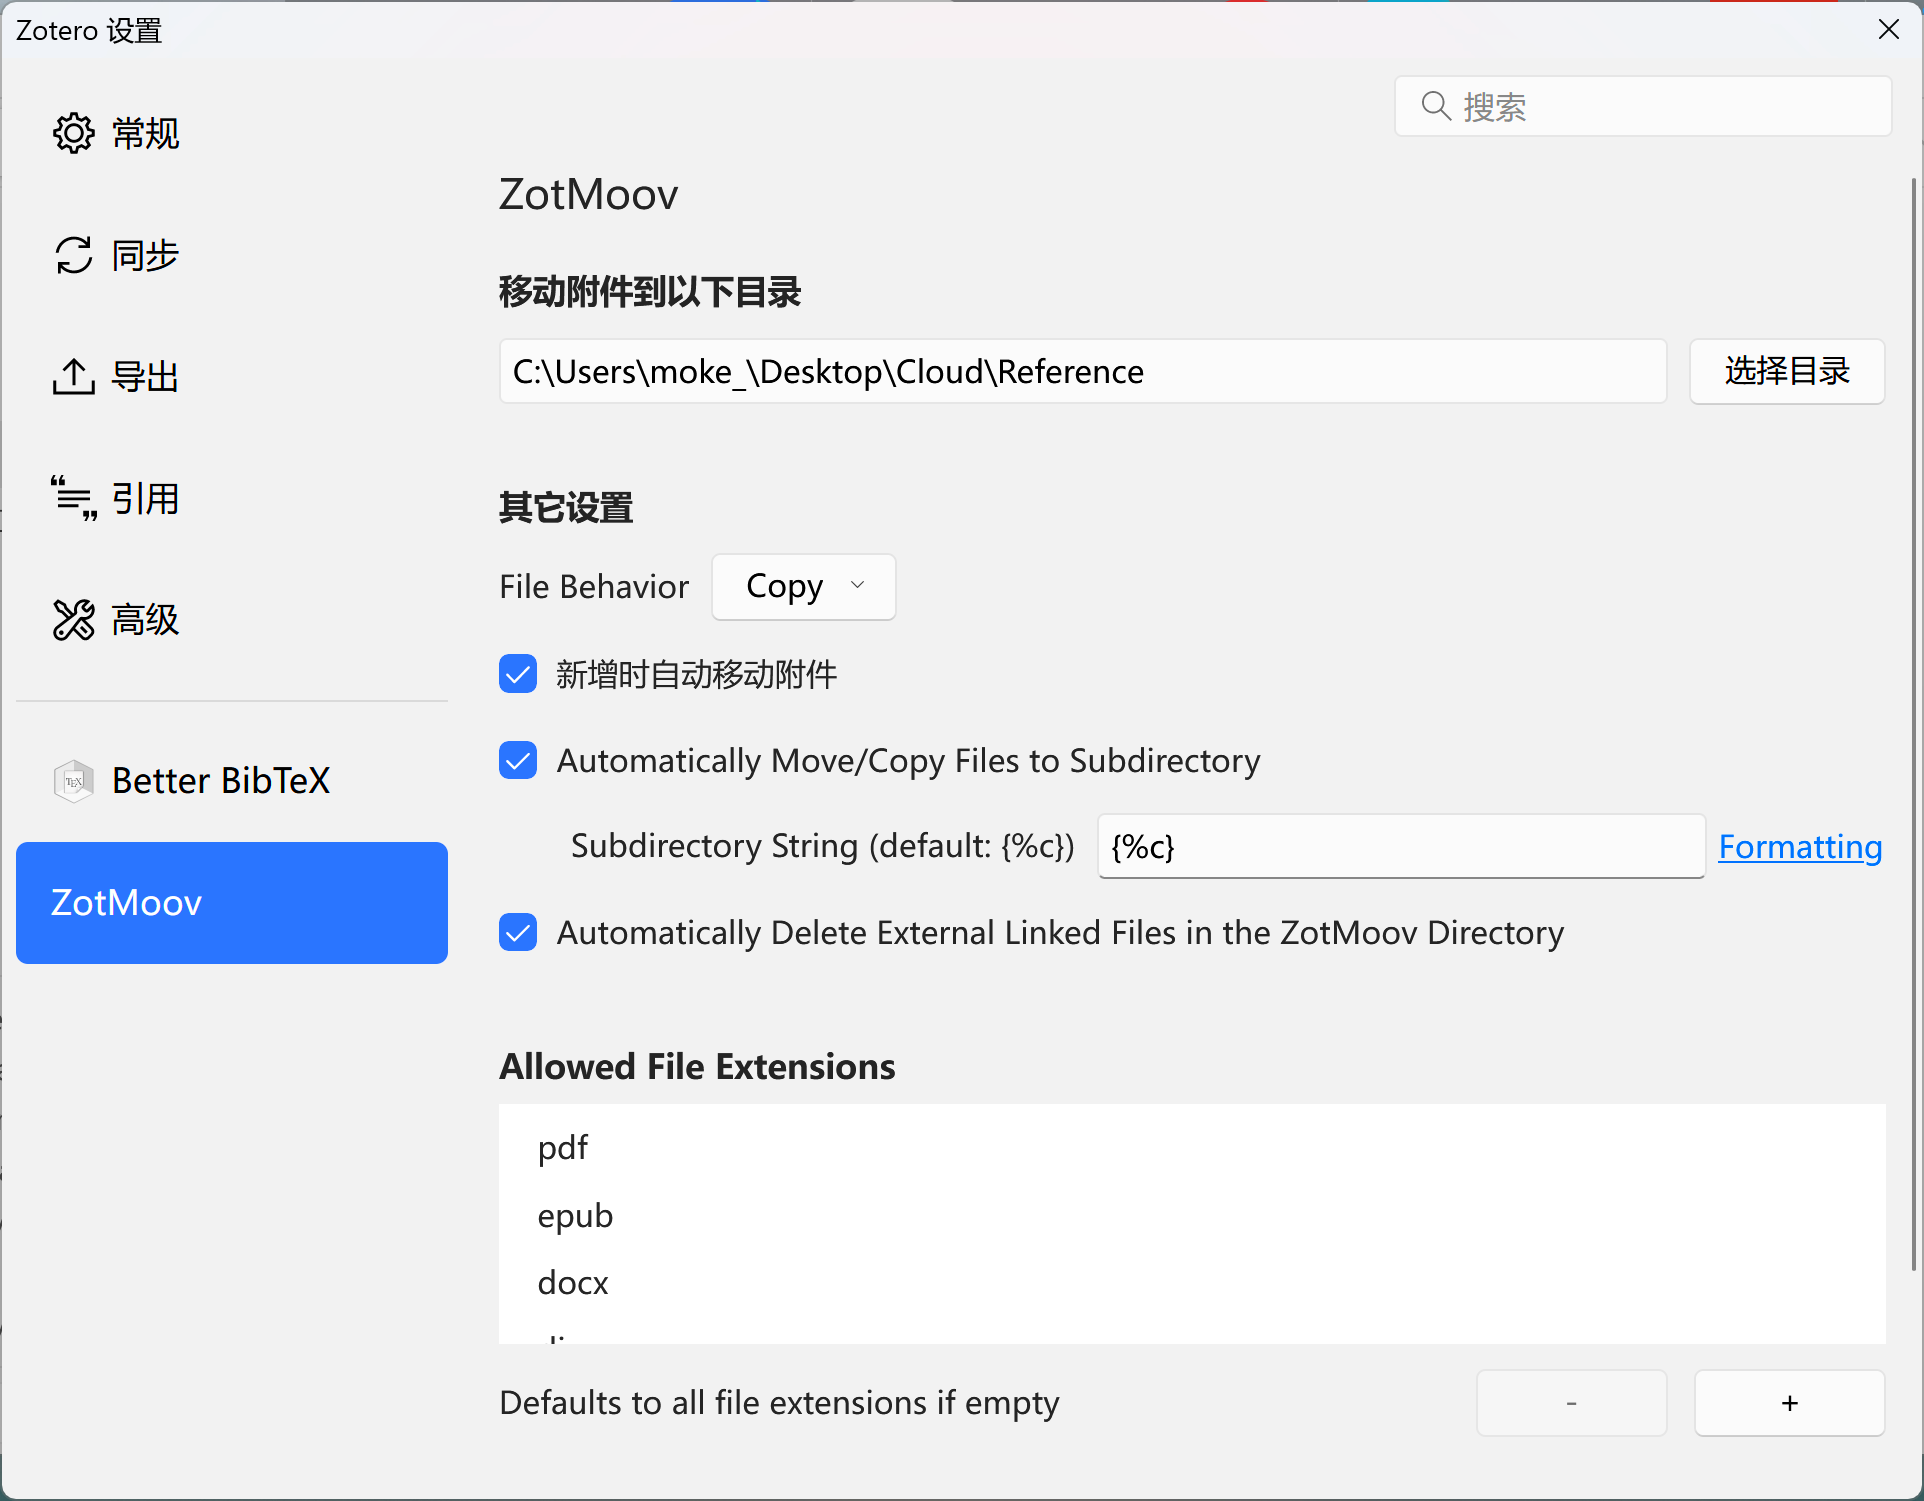 Zotero 设置
搜索
常规
同步
导出
引用
高级
Better BibTeX
ZotMoov
ZotMoov
移动附件到以下目录
C:\Users\moke_\Desktop\Cloud\Reference
选择目录
其它设置
File Behavior Copy
新增时自动移动附件
Automatically Move/Copy Files to Subdirectory
Subdirectory String (default: {%c}) {%c} Formatting
Automatically Delete External Linked Files in the ZotMoov Directory
Allowed File Extensions
pdf
epub
docx
Defaults to all file extensions if empty
-
+